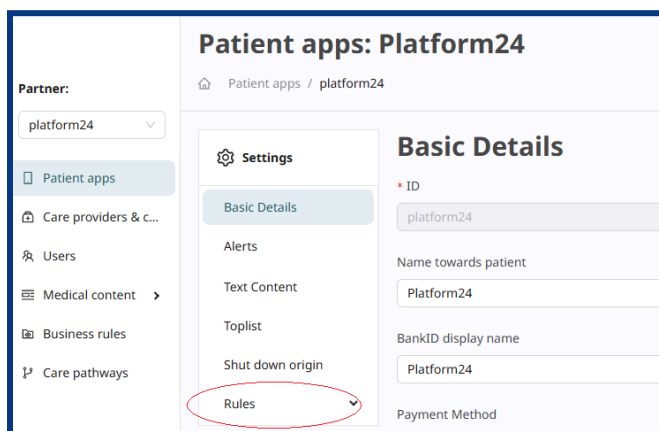 Patient apps: Platform24
Patient apps / platform24
Partner:
platform24
Patient apps
Care providers & c...
Users
Medical content
Business rules
Care pathways
Settings
Basic Details
Alerts
Text Content
Toplist
Shut down origin
Rules
Basic Details
* ID
platform24
Name towards patient
Platform24
BankID display name
Platform24
Payment Method